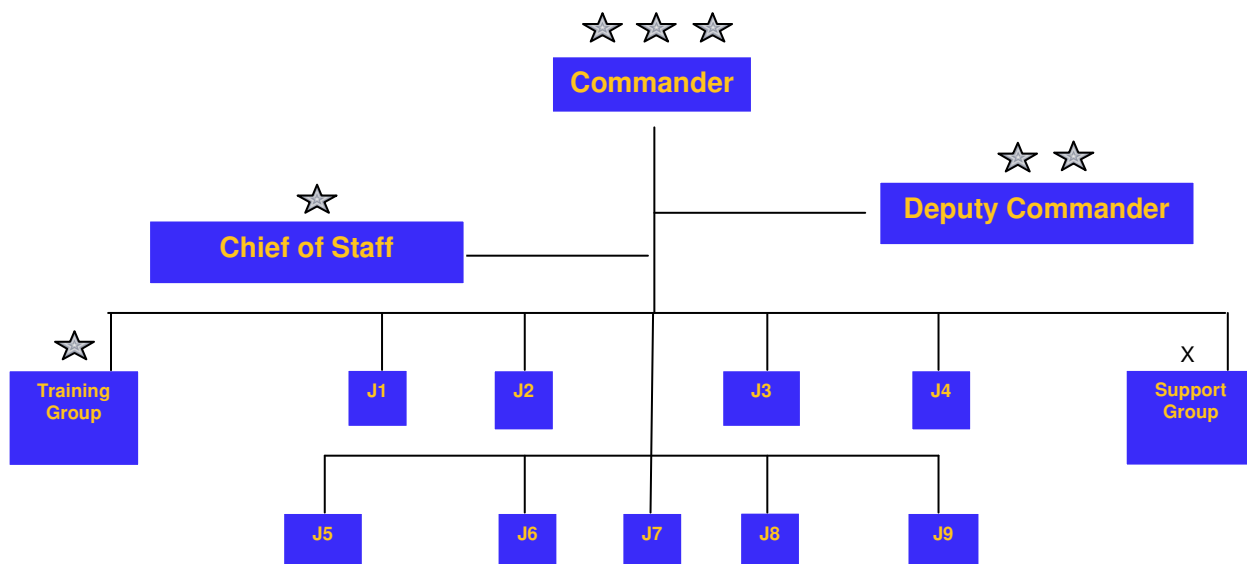 Commander
Deputy Commander
Chief of Staff
X
Training
Group
J1
J2
J3
J4
Support
Group
J5
J6
J7
J8
J9